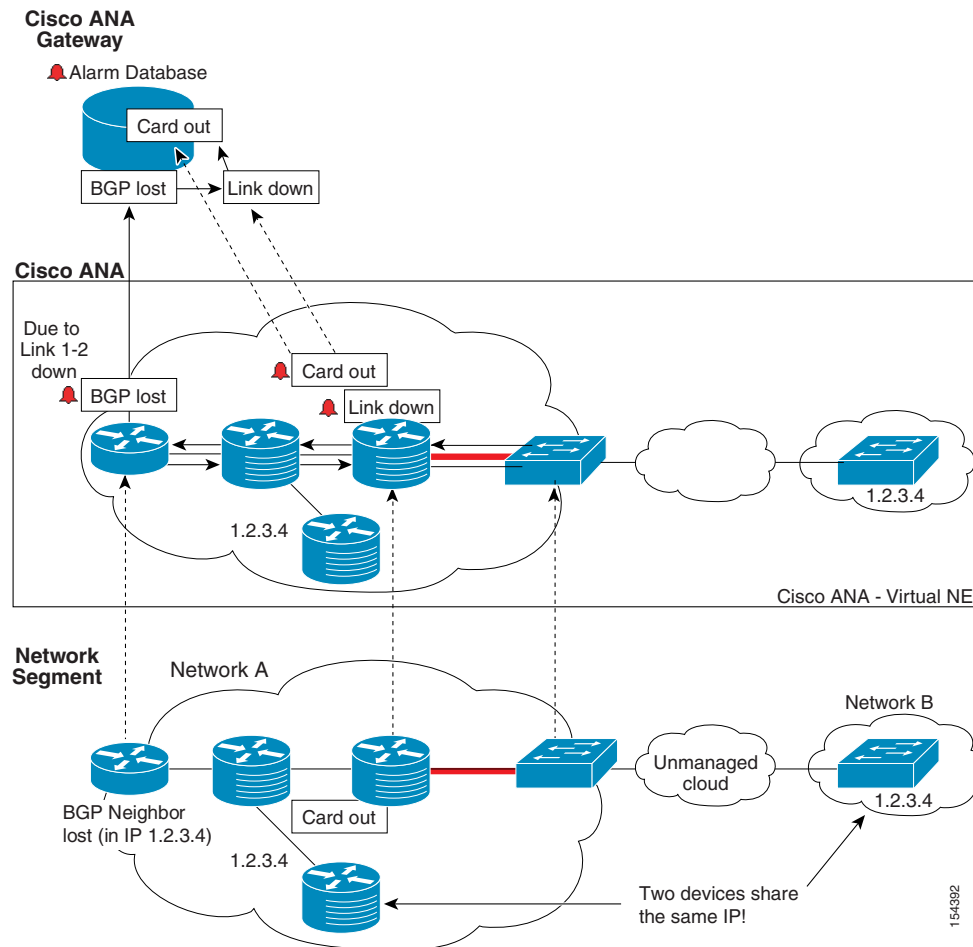 Cisco ANA
Gateway
Alarm Database
Card out
BGP lost
Link down
Cisco ANA
Due to
Link 1-2
down
BGP lost
Card out
Link down
1.2.3.4
1.2.3.4
Cisco ANA - Virtual NE
Network
Segment
Network A
Network B
Unmanaged
cloud
1.2.3.4
BGP Neighbor
lost (in IP 1.2.3.4)
Card out
1.2.3.4
Two devices share
the same IP!
154392